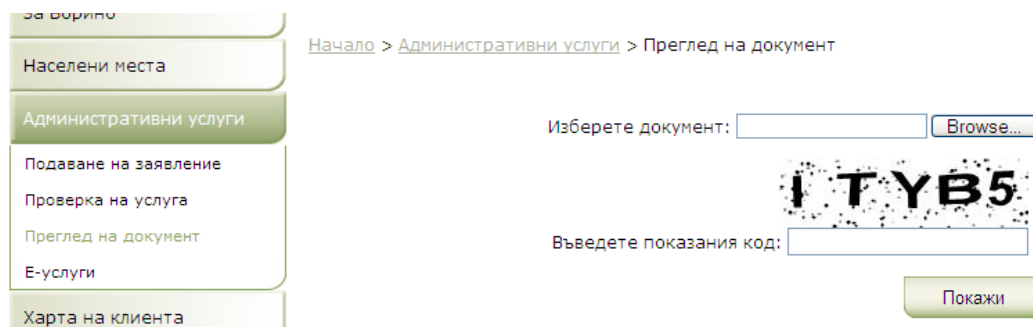 За Борино
Населени места
Административни услуги
Подаване на заявление
Проверка на услуга
Преглед на документ
Е-услуги
Харта на клиента
Начало > Административни услуги > Преглед на документ
Изберете документ:
Browse...
I T Y B 5
Въведете показания код:
Покажи